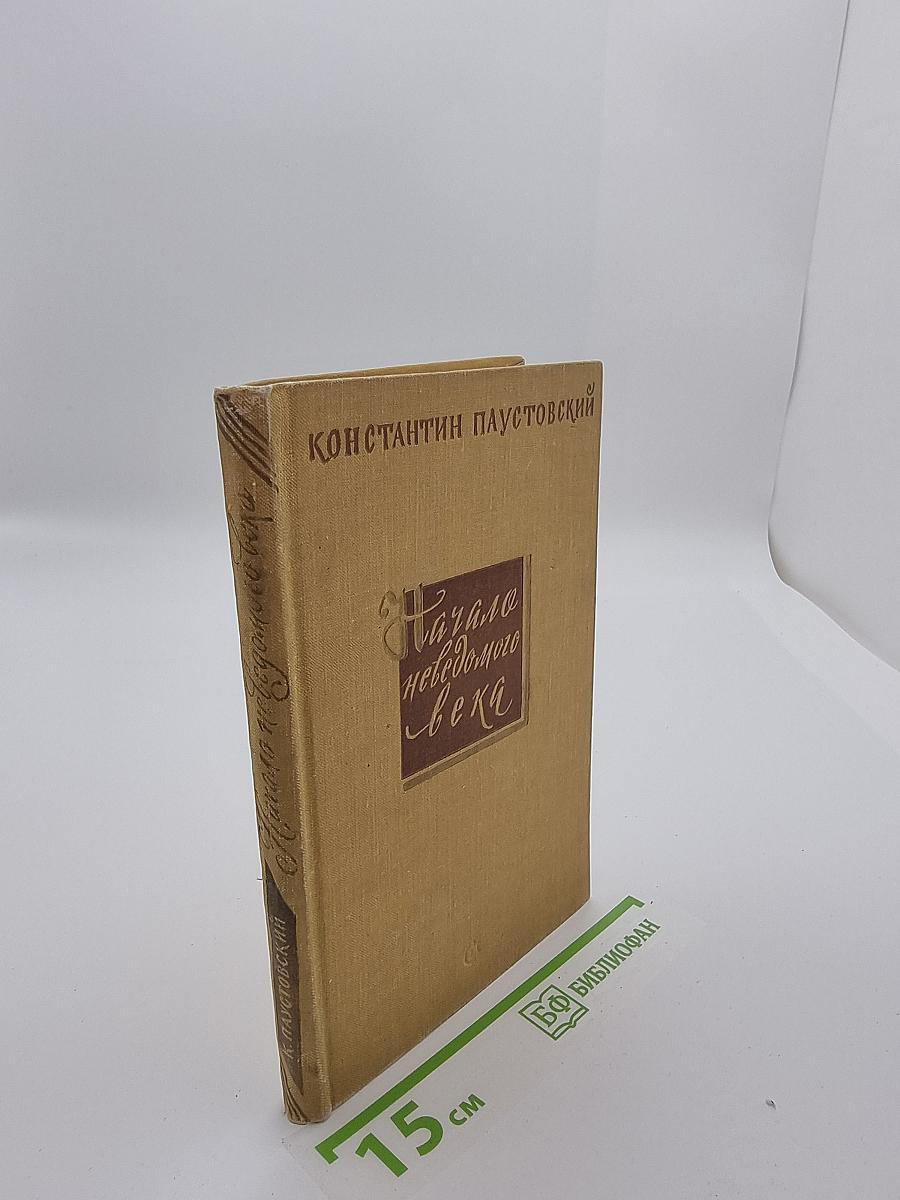 КОНСТАНТИН ПАУСТОВСКИЙ
Начало
неведомого
века
Начало неведомого века
К. ПАУСТОВСКИЙ
15 см
БФ
БИБЛИОФАН